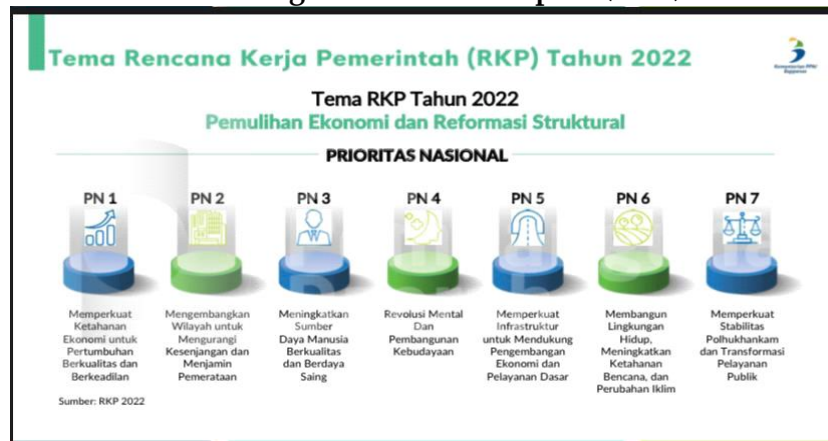 Tema Rencana Kerja Pemerintah (RKP) Tahun 2022
Kementerian PPN/
Bappenas
Tema RKP Tahun 2022
Pemulihan Ekonomi dan Reformasi Struktural
PRIORITAS NASIONAL
PN 1
Memperkuat
Ketahanan
Ekonomi untuk
Pertumbuhan
Berkualitas dan
Berkeadilan
PN 2
Mengembangkan
Wilayah untuk
Mengurangi
Kesenjangan dan
Menjamin
Pemerataan
PN 3
Meningkatkan
Sumber
Daya Manusia
Berkualitas
dan Berdaya
Saing
PN 4
Revolusi Mental
Dan
Pembangunan
Kebudayaan
PN 5
Memperkuat
Infrastruktur
untuk Mendukung
Pengembangan
Ekonomi dan
Pelayanan Dasar
PN 6
Membangun
Lingkungan
Hidup,
Meningkatkan
Ketahanan
Bencana, dan
Perubahan Iklim
PN 7
Memperkuat
Stabilitas
Polhukhankam
dan Transformasi
Pelayanan
Publik
Sumber: RKP 2022